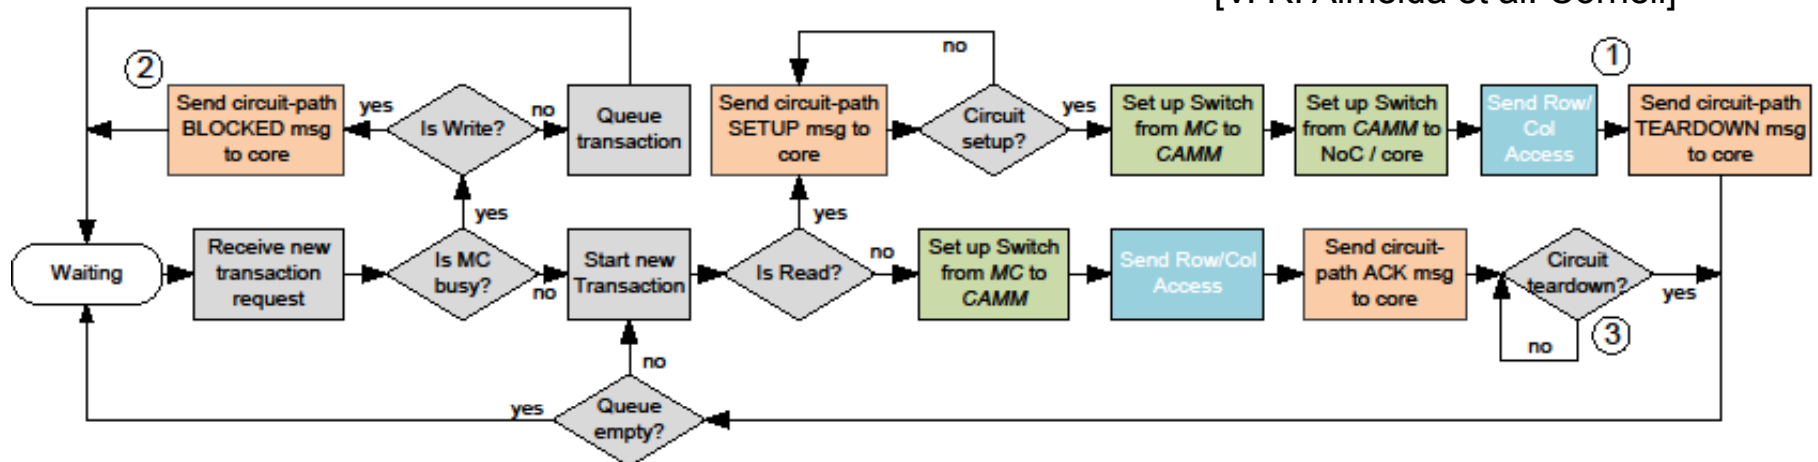 [V. R. Almeida et al. Cornell]
no
1
2
Send circuit-path
BLOCKED msg
to core
yes
Is Write?
no
Queue
transaction
Send circuit-path
SETUP msg to
core
Circuit
setup?
yes
Set up Switch
from MC to
CAMM
Set up Switch
from CAMM to
NoC / core
Send Row/
Col
Access
Send circuit-path
TEARDOWN msg
to core
yes
yes
Waiting
Receive new
transaction
request
Is MC
busy?
no
Start new
Transaction
Is Read?
no
Set up Switch
from MC to
CAMM
Send Row/Col
Access
Send circuit-
path ACK msg
to core
Circuit
teardown?
yes
no
3
no
yes
Queue
empty?